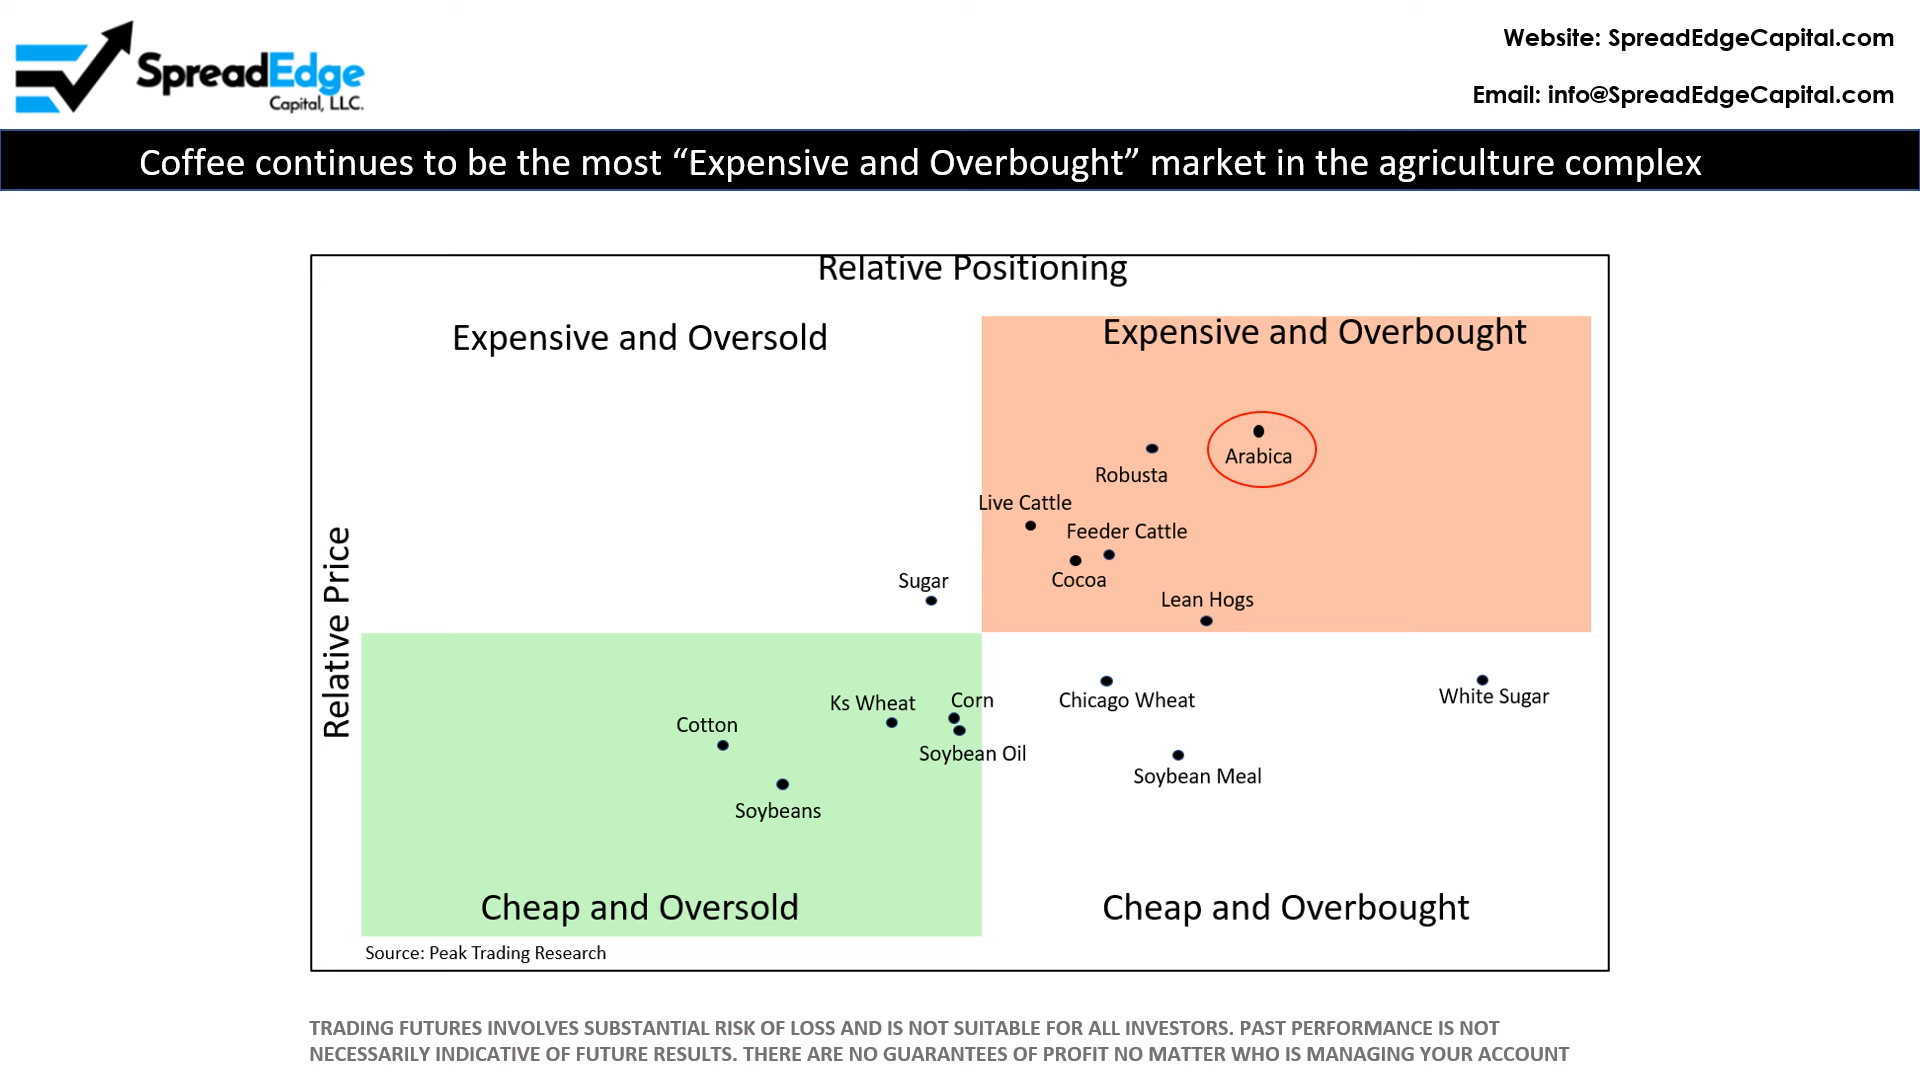 SpreadEdge
Capital, LLC.
Website: SpreadEdgeCapital.com
Email: info@SpreadEdgeCapital.com
Coffee continues to be the most “Expensive and Overbought” market in the agriculture complex
Relative Positioning
Expensive and Oversold
Expensive and Overbought
Arabica
Robusta
Live Cattle
Feeder Cattle
Cocoa
Sugar
Lean Hogs
Relative Price
Ks Wheat
Corn
Chicago Wheat
White Sugar
Cotton
Soybean Oil
Soybean Meal
Soybeans
Cheap and Oversold
Cheap and Overbought
Source: Peak Trading Research
TRADING FUTURES INVOLVES SUBSTANTIAL RISK OF LOSS AND IS NOT SUITABLE FOR ALL INVESTORS. PAST PERFORMANCE IS NOT
NECESSARILY INDICATIVE OF FUTURE RESULTS. THERE ARE NO GUARANTEES OF PROFIT NO MATTER WHO IS MANAGING YOUR ACCOUNT